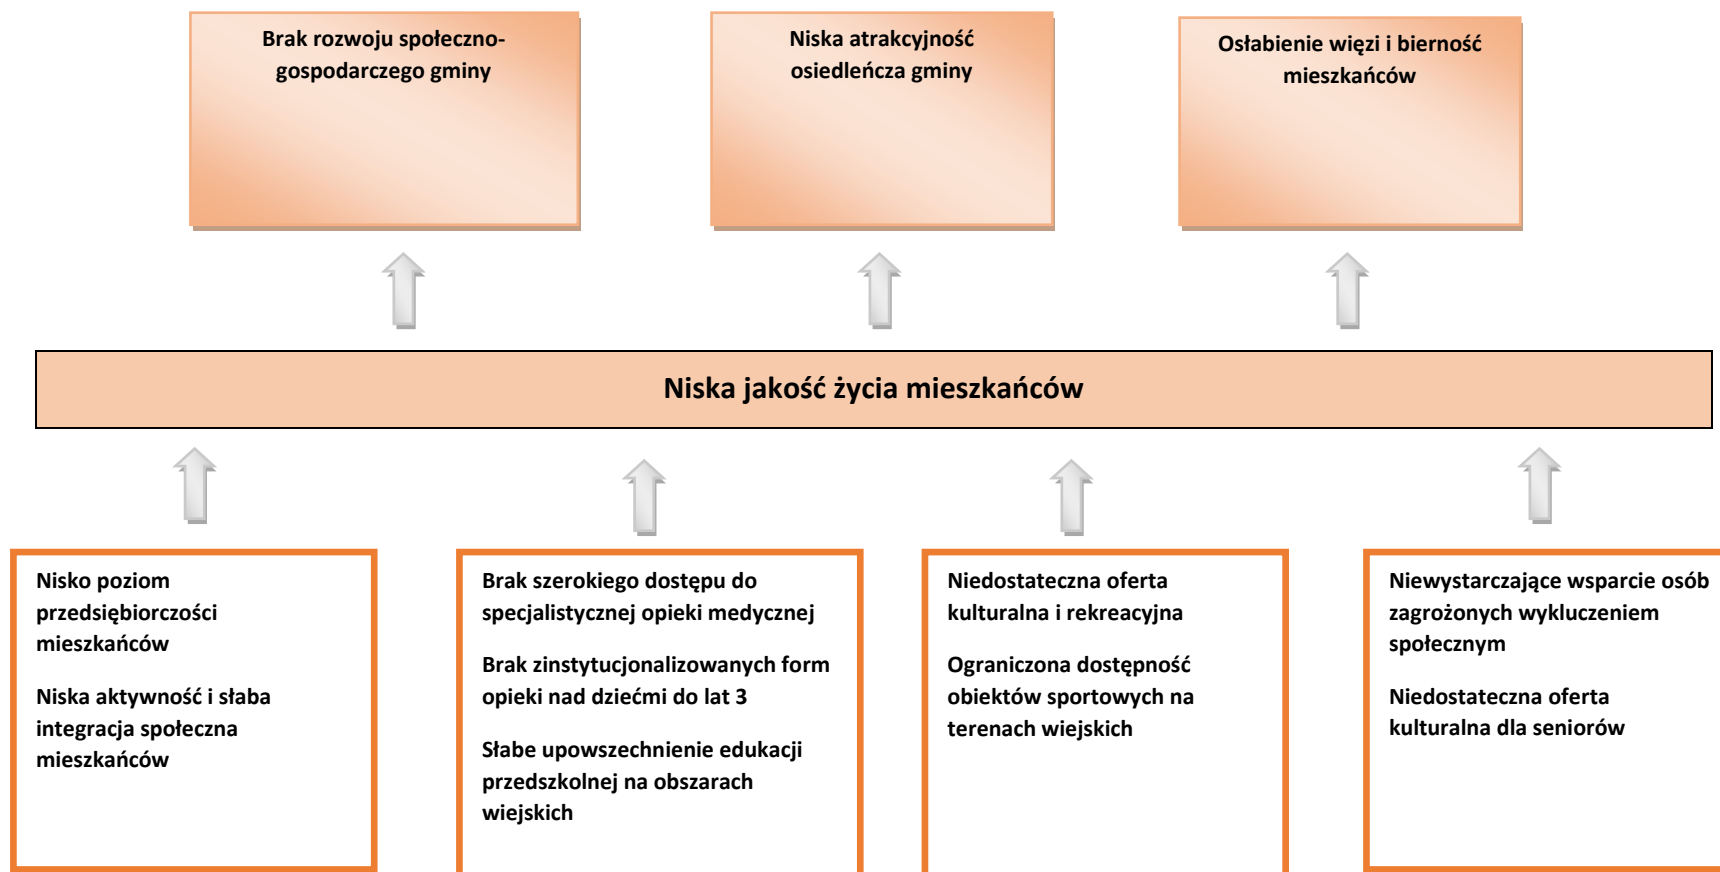 Brak rozwoju społeczno-
gospodarczego gminy
Niska atrakcyjność
osiedleńcza gminy
Osłabienie więzi i bierność
mieszkańców
Niska jakość życia mieszkańców
Nisko poziom
przedsiębiorczości
mieszkańców
Niska aktywność i słaba
integracja społeczna
mieszkańców
Brak szerokiego dostępu do
specjalistycznej opieki medycznej
Brak zinstytucjonalizowanych form
opieki nad dziećmi do lat 3
Słabe upowszechnienie edukacji
przedszkolnej na obszarach
wiejskich
Niedostateczna oferta
kulturalna i rekreacyjna
Ograniczona dostępność
obiektów sportowych na
terenach wiejskich
Niewystarczające wsparcie osób
zagrożonych wykluczeniem
społecznym
Niedostateczna oferta
kulturalna dla seniorów